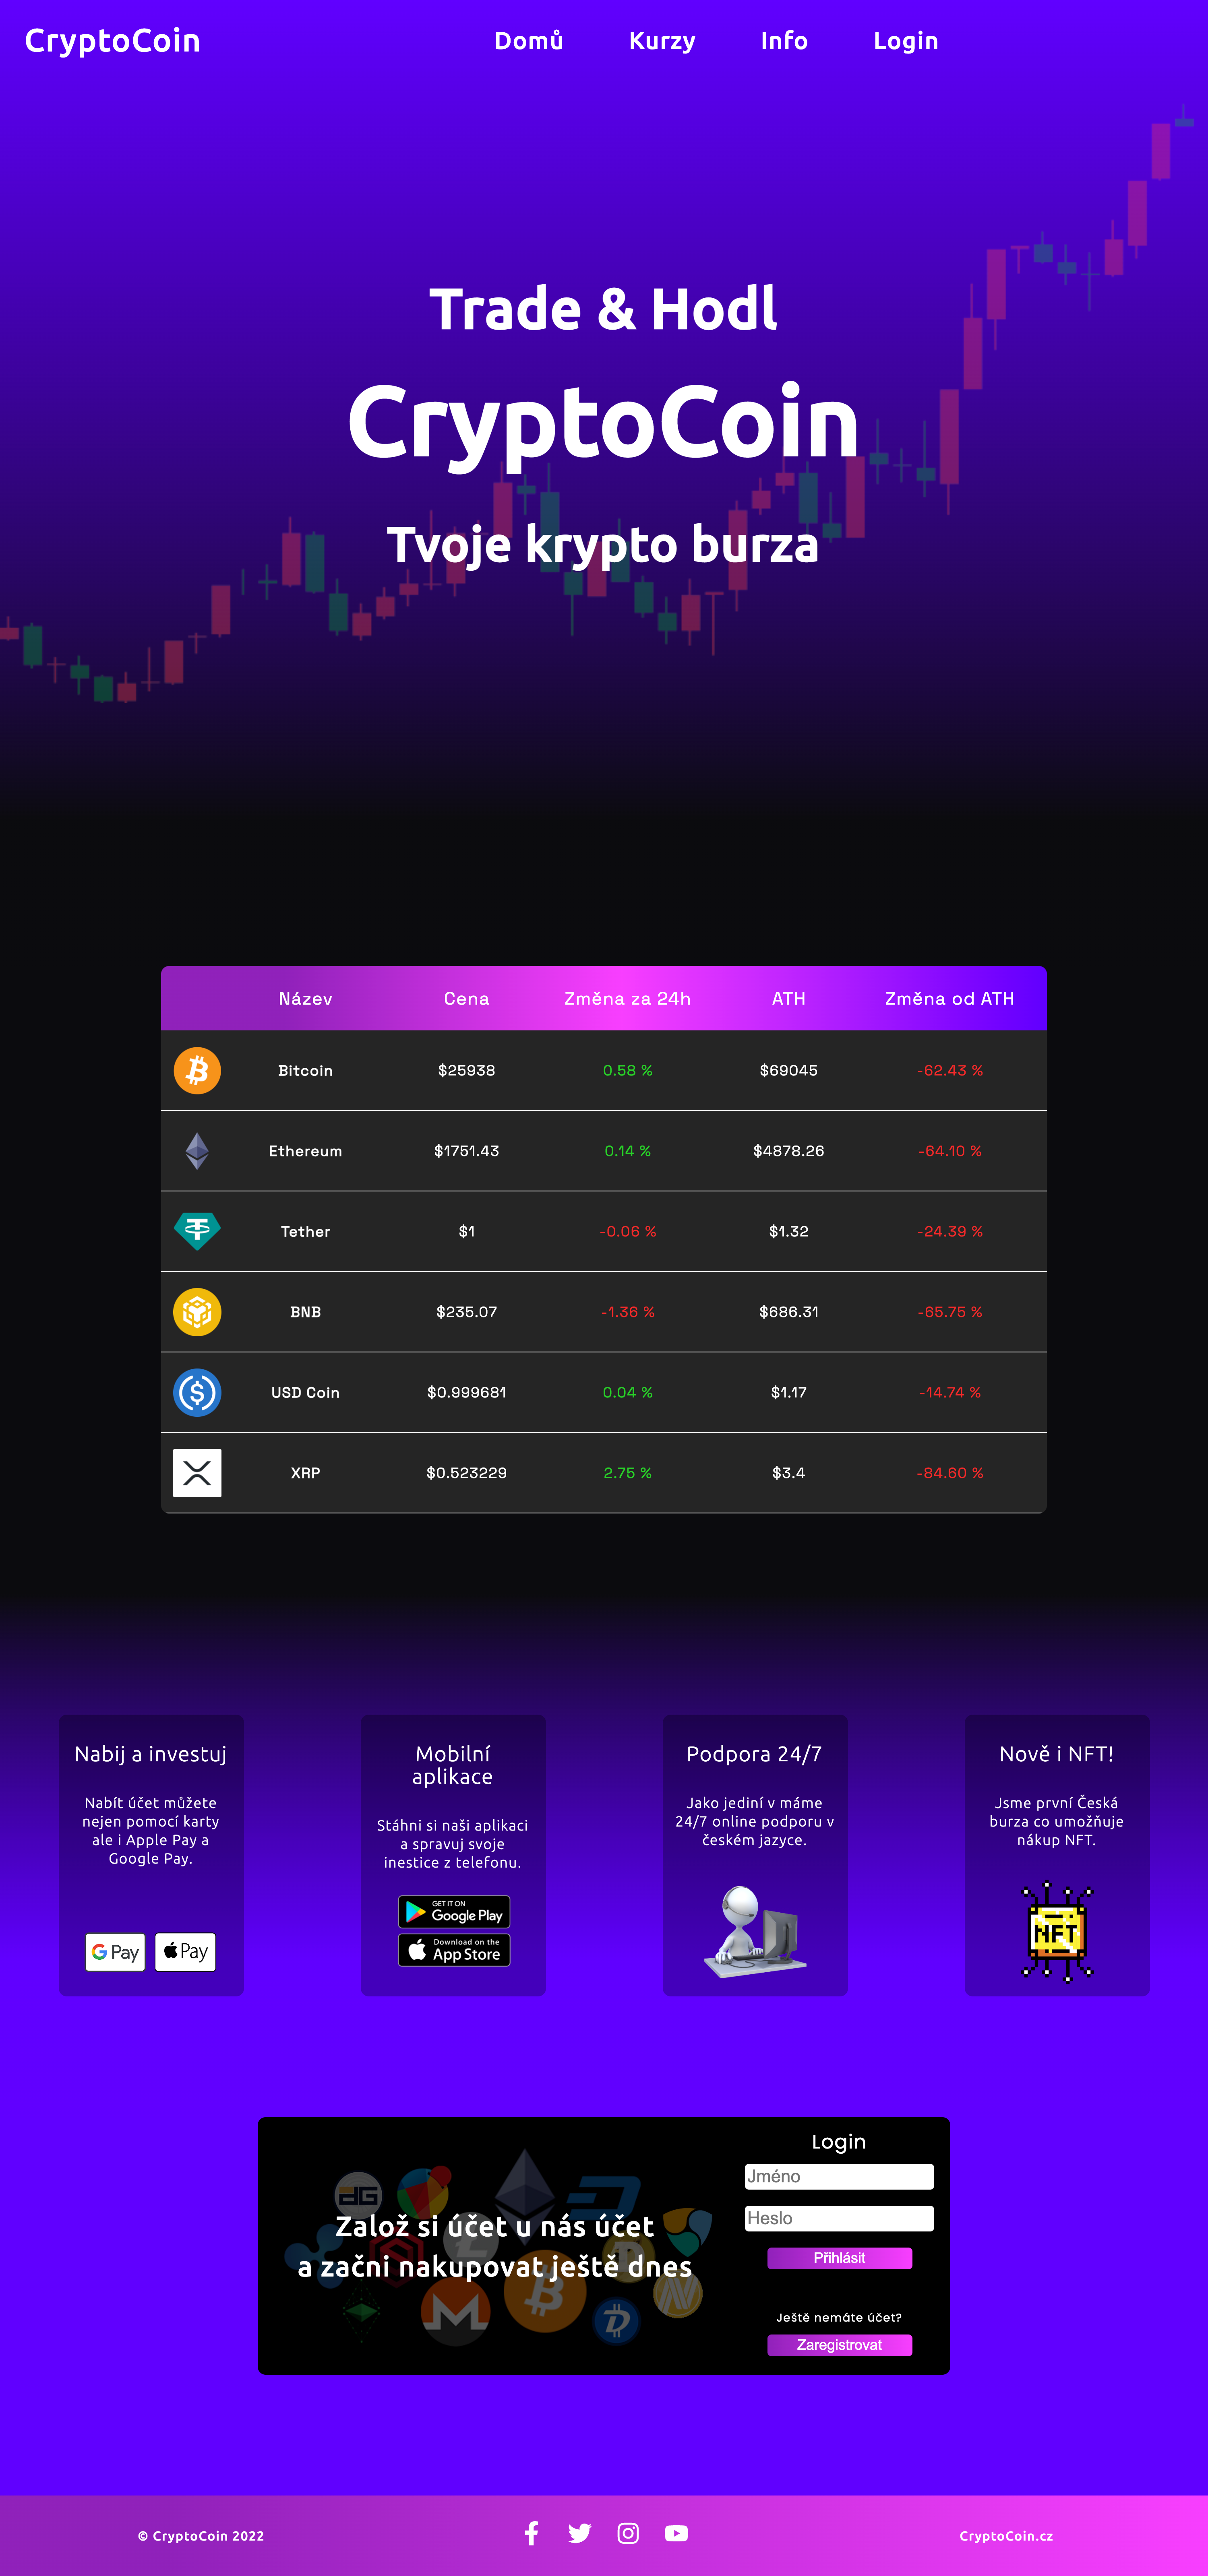 CryptoCoin
Domů Kurzy Info Login
Trade & Hodl
CryptoCoin
Tvoje krypto burza
Název Cena Změna za 24h ATH Změna od ATH
Bitcoin $25938 0.58 % $69045 -62.43 %
Ethereum $1751.43 0.14 % $4878.26 -64.10 %
Tether $1 -0.06 % $1.32 -24.39 %
BNB $235.07 -1.36 % $686.31 -65.75 %
USD Coin $0.999681 0.04 % $1.17 -14.74 %
XRP $0.523229 2.75 % $3.4 -84.60 %
Nabij a investuj
Nabít účet můžete
nejen pomocí karty
ale i Apple Pay a
Google Pay.
G Pay
Pay
Mobilní
aplikace
Stáhni si naši aplikaci
a spravuj svoje
inestice z telefonu.
GET IT ON
Google Play
Download on the
App Store
Podpora 24/7
Jako jediní v máme
24/7 online podporu v
českém jazyce.
Nově i NFT!
Jsme první Česká
burza co umožňuje
nákup NFT.
NFT
Založ si účet u nás účet
a začni nakupovat ještě dnes
Login
Jméno
Heslo
Přihlásit
Ještě nemáte účet?
Zaregistrovat
© CryptoCoin 2022
CryptoCoin.cz